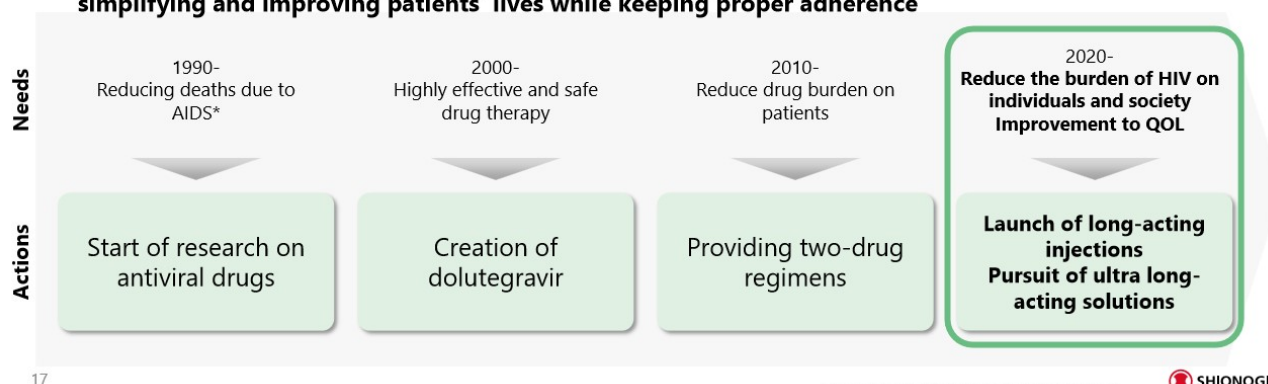 simplifying and improving patients' lives while keeping proper adherence
Needs
1990-
Reducing deaths due to
AIDS*
2000-
Highly effective and safe
drug therapy
2010-
Reduce drug burden on
patients
2020-
Reduce the burden of HIV on
individuals and society
Improvement to QOL
Actions
Start of research on
antiviral drugs
Creation of
dolutegravir
Providing two-drug
regimens
Launch of long-acting
injections
Pursuit of ultra long-
acting solutions
17
SHIONOG